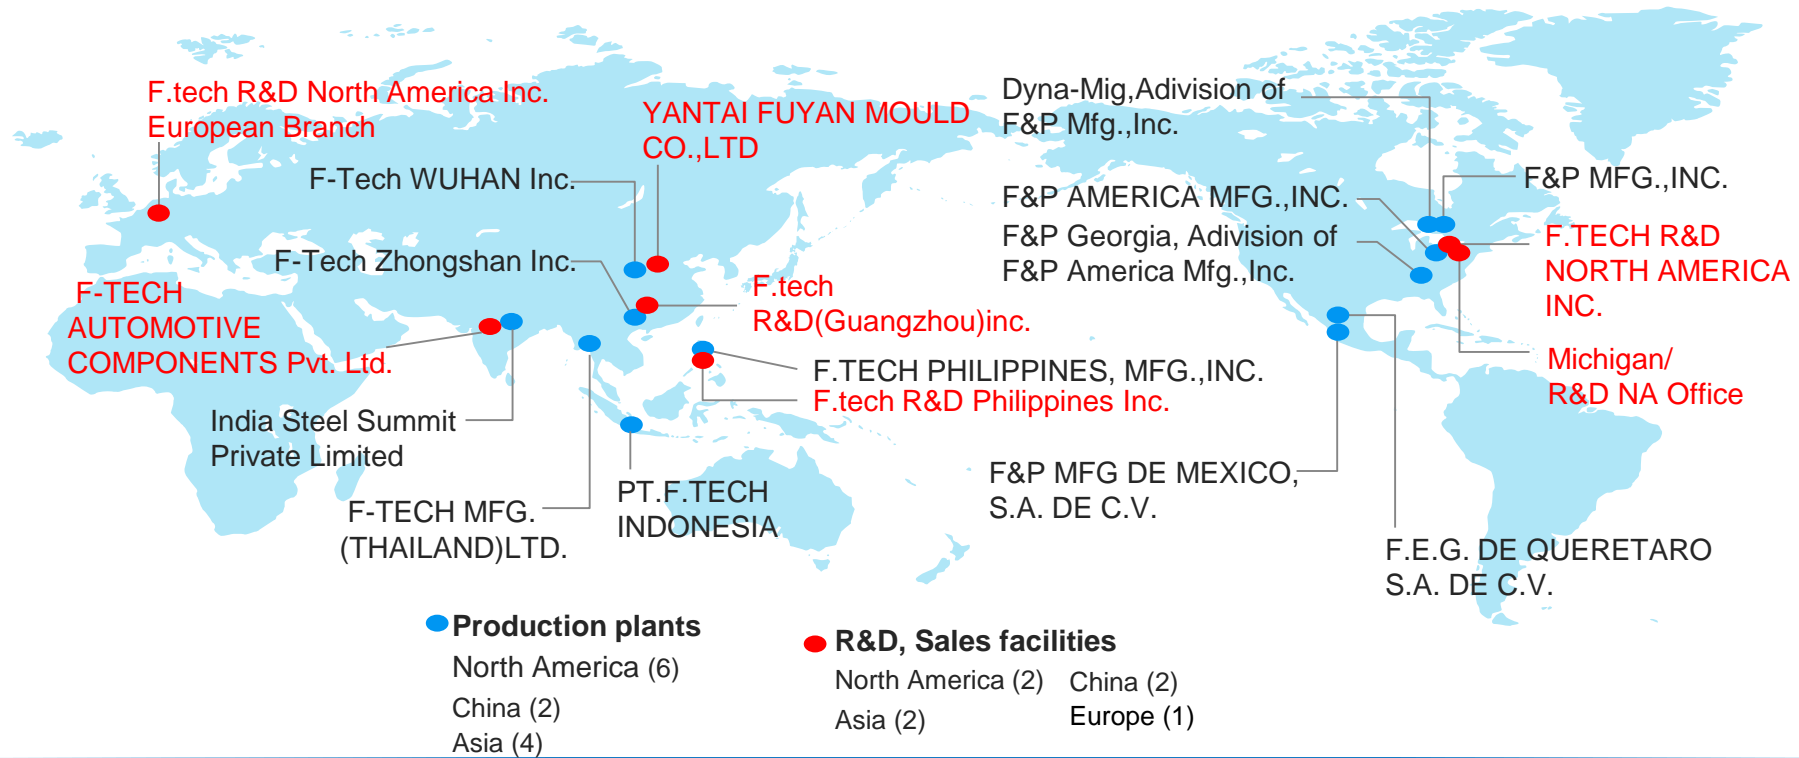 F.tech R&D North America Inc.
European Branch
YANTAI FUYAN MOULD
CO.,LTD
F-Tech WUHAN Inc.
F-Tech Zhongshan Inc.
F-TECH
AUTOMOTIVE
COMPONENTS Pvt. Ltd.
F.tech
R&D(Guangzhou)inc.
F.TECH PHILIPPINES, MFG.,INC.
F.tech R&D Philippines Inc.
India Steel Summit
Private Limited
F-TECH MFG.
(THAILAND)LTD.
PT.F.TECH
INDONESIA
Dyna-Mig,Adivision of
F&P Mfg.,Inc.
F&P MFG.,INC.
F&P AMERICA MFG.,INC.
F&P Georgia, Adivision of
F&P America Mfg.,Inc.
F.TECH R&D
NORTH AMERICA
INC.
Michigan/
R&D NA Office
F&P MFG DE MEXICO,
S.A. DE C.V.
F.E.G. DE QUERETARO
S.A. DE C.V.
Production plants
North America (6)
China (2)
Asia (4)
R&D, Sales facilities
North America (2)
China (2)
Asia (2)
Europe (1)